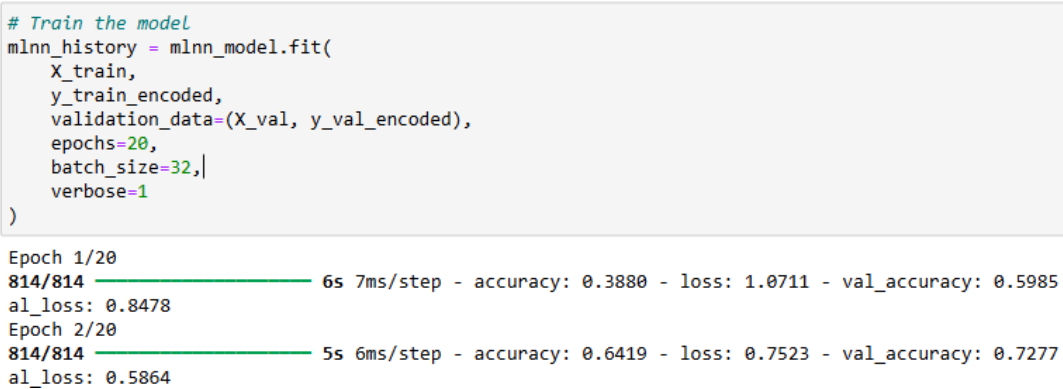 # Train the model
mlnn_history = mlnn_model.fit(
    X_train,
    y_train_encoded,
    validation_data=(X_val, y_val_encoded),
    epochs=20,
    batch_size=32,
    verbose=1
)
Epoch 1/20
814/814 ━━━━━━━━━━━━━━━━━━━━ 6s 7ms/step - accuracy: 0.3880 - loss: 1.0711 - val_accuracy: 0.5985
al_loss: 0.8478
Epoch 2/20
814/814 ━━━━━━━━━━━━━━━━━━━━ 5s 6ms/step - accuracy: 0.6419 - loss: 0.7523 - val_accuracy: 0.7277
al_loss: 0.5864